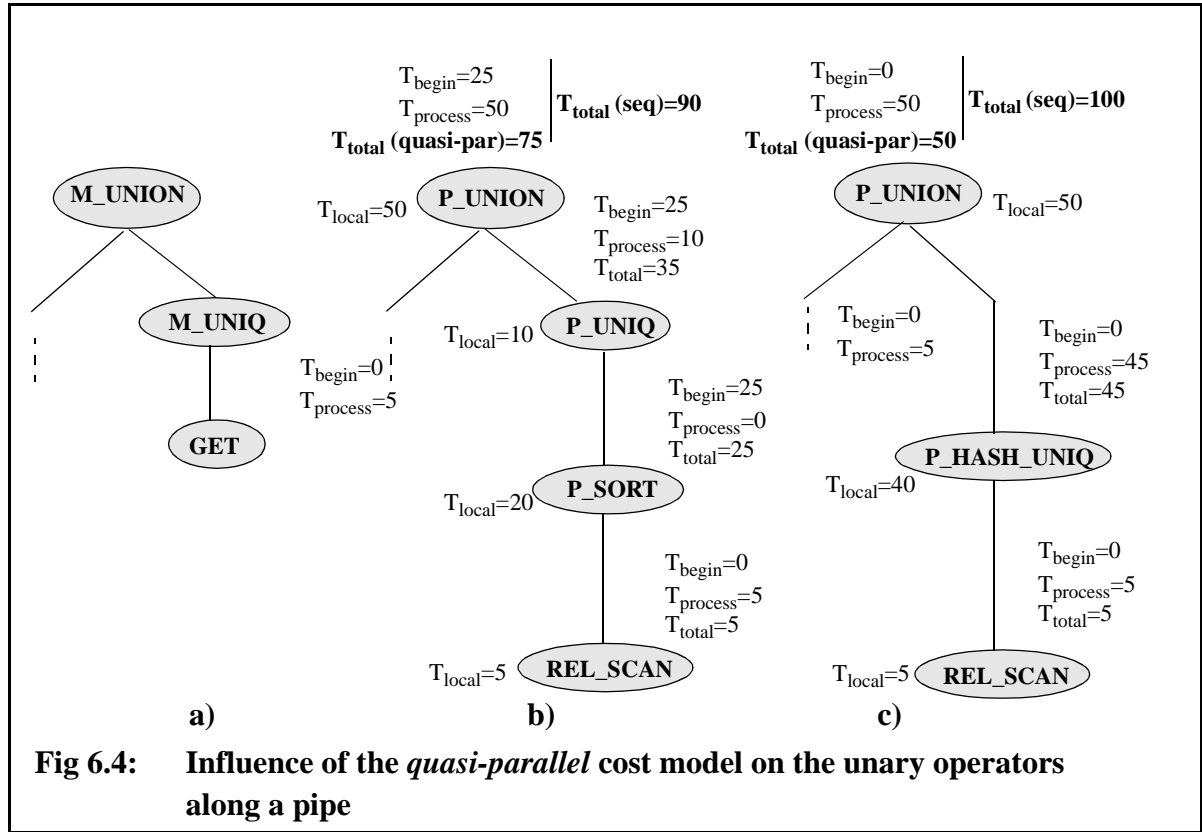 T_begin=25
T_process=50
T_total (quasi-par)=75
T_total (seq)=90
T_begin=0
T_process=50
T_total (quasi-par)=50
T_total (seq)=100
M_UNION
M_UNIQ
T_begin=0
T_process=5
GET
a)
T_local=50
P_UNION
T_begin=25
T_process=10
T_total=35
T_local=10
P_UNIQ
T_begin=25
T_process=0
T_total=25
T_local=20
P_SORT
T_begin=0
T_process=5
T_total=5
T_local=5
REL_SCAN
b)
P_UNION
T_local=50
T_begin=0
T_process=5
T_begin=0
T_process=45
T_total=45
P_HASH_UNIQ
T_local=40
T_begin=0
T_process=5
T_total=5
T_local=5
REL_SCAN
c)
Fig 6.4: Influence of the quasi-parallel cost model on the unary operators
along a pipe